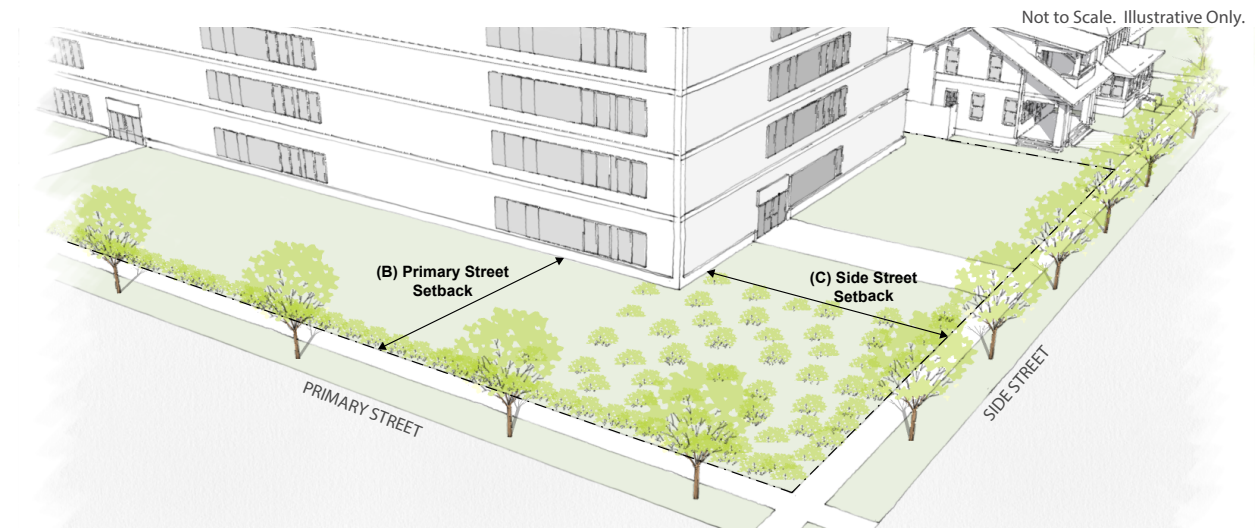 Not to Scale.  Illustrative Only.
(B) Primary Street
Setback
(C) Side Street
Setback
PRIMARY STREET
SIDE STREET